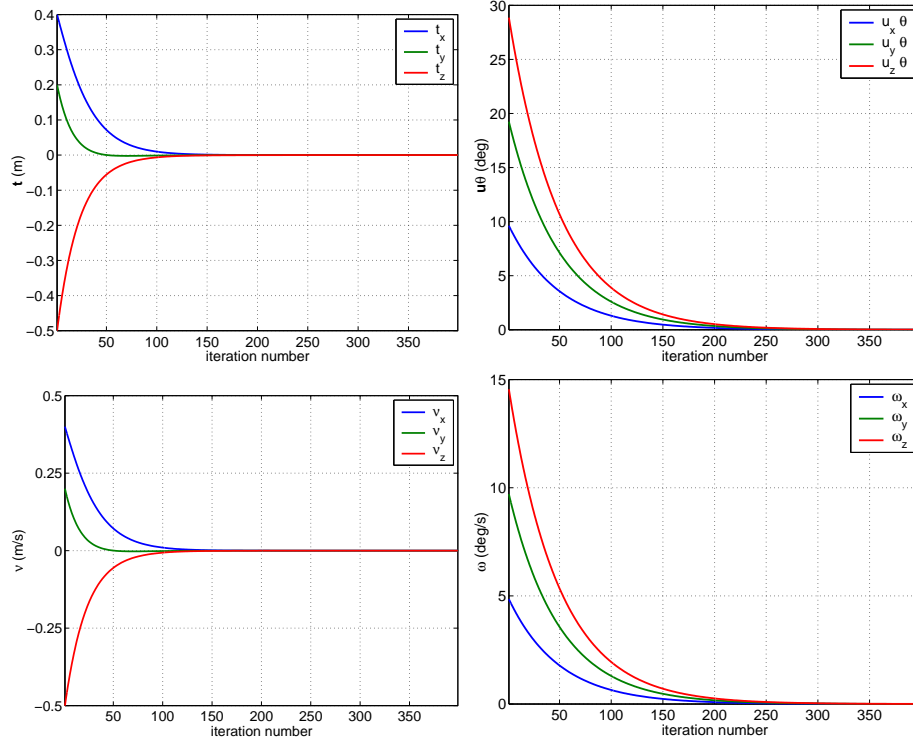 0.4
0.3
0.2
0.1
0
−0.1
−0.2
−0.3
−0.4
−0.5
t (m)
50 100 150 200 250 300 350
iteration number
t_x
t_y
t_z
30
25
20
15
10
5
0
uθ (deg)
50 100 150 200 250 300 350
iteration number
u_x θ
u_y θ
u_z θ
0.5
0.25
0
−0.25
−0.5
ν (m/s)
50 100 150 200 250 300 350
iteration number
ν_x
ν_y
ν_z
15
10
5
0
ω (deg/s)
50 100 150 200 250 300 350
iteration number
ω_x
ω_y
ω_z